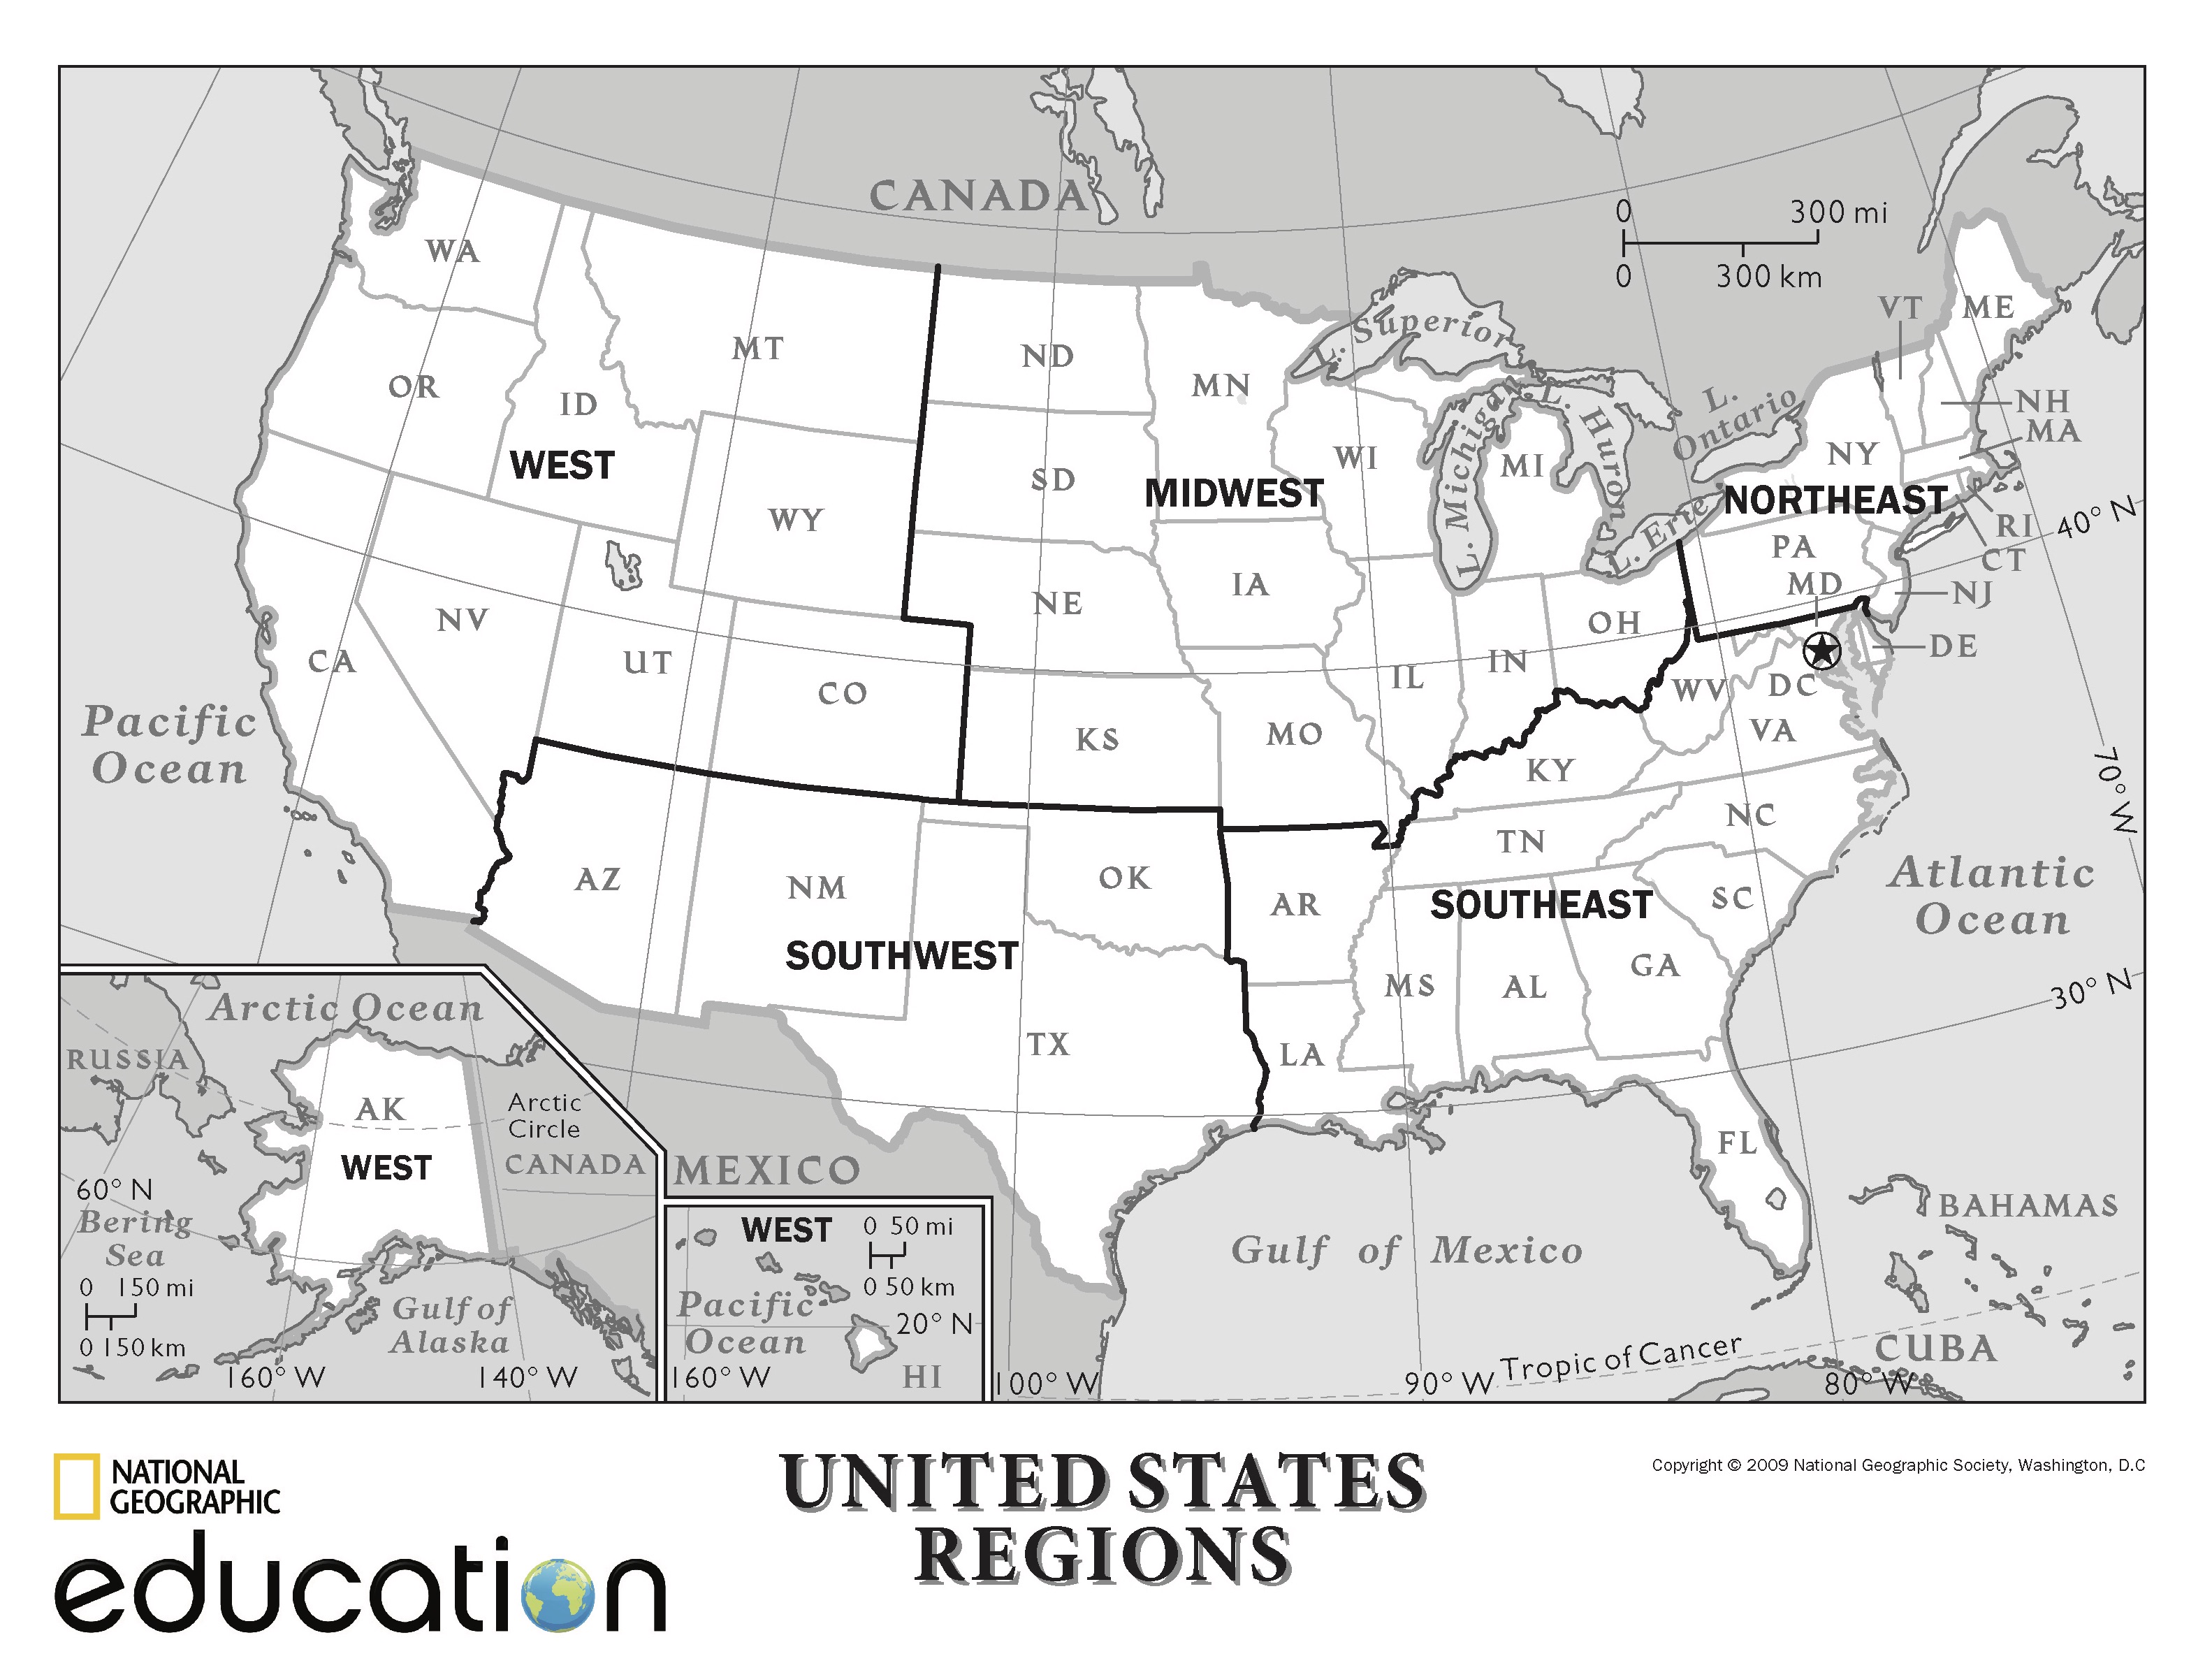 CANADA
0 300 mi
0 300 km
WA
VT
ME
L. Superior
MT
ND
OR
MN
ID
L. Michigan
L. Huron
L.
Ontario
NH
MA
WEST
WI
MI
NY
SD
MIDWEST
NORTHEAST
WY
L. Erie
RI
40° N
PA
CT
MD
IA
NE
NJ
NV
OH
DE
CA
UT
IN
IL
WV
DC
CO
Pacific
Ocean
KS
MO
VA
KY
70° W
NC
TN
AZ
NM
OK
AR
SOUTHEAST
SC
Atlantic
Ocean
SOUTHWEST
GA
MS
AL
30° N
Arctic Ocean
TX
LA
RUSSIA
AK
Arctic
Circle
FL
WEST
CANADA
MEXICO
60° N
Bering
Sea
BAHAMAS
WEST
0 50 mi
0 50 km
Gulf of Mexico
0 150 mi
0 150 km
Gulf of
Alaska
Pacific
Ocean
20° N
HI
Tropic of Cancer
CUBA
160° W
140° W
160° W
100° W
90° W
80° W
NATIONAL
GEOGRAPHIC
education
UNITED STATES
REGIONS
Copyright © 2009 National Geographic Society, Washington, D.C